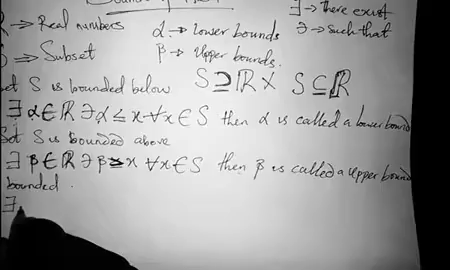 R → Real numbers α → Lower bounds ∃ → There exist
S ⇒ Subset β → Upper bounds. ∋ → such that
Set S is bounded below S ⊇ ℝ X S ⊆ ℝ
∃ α ∈ ℝ ∋ α ≤ x ∀ x ∈ S then α is called a lower bound
Set S is bounded above
∃ β ∈ ℝ ∋ β ≥ x ∀ x ∈ S then β is called a Upper bound
bounded.
∃